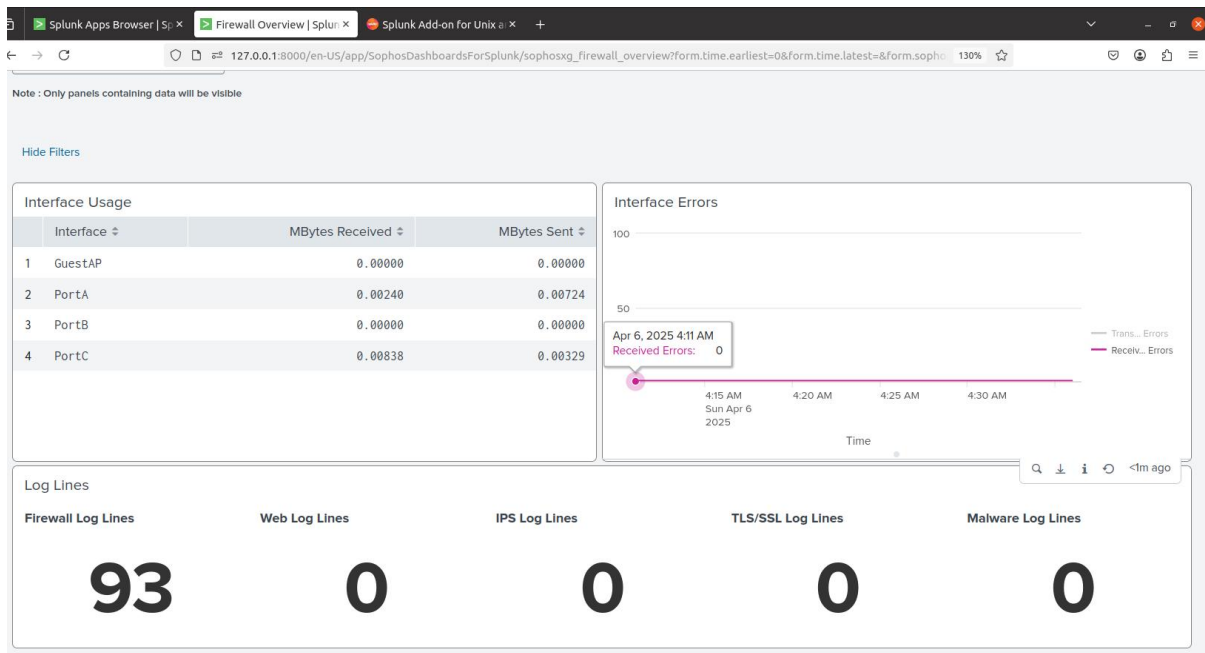 Splunk Apps Browser | Sp
Firewall Overview | Splun
Splunk Add-on for Unix a
127.0.0.1:8000/en-US/app/SophosDashboardsForSplunk/sophosxg_firewall_overview?form.time.earliest=0&form.time.latest=&form.sopho
130%
Note : Only panels containing data will be visible
Hide Filters
Interface Usage
Interface MBytes Received MBytes Sent
1 GuestAP 0.00000 0.00000
2 PortA 0.00240 0.00724
3 PortB 0.00000 0.00000
4 PortC 0.00838 0.00329
Interface Errors
100
50
Apr 6, 2025 4:11 AM
Received Errors: 0
Trans... Errors
Receiv... Errors
4:15 AM 4:20 AM 4:25 AM 4:30 AM
Sun Apr 6
2025
Time
<1m ago
Log Lines
Firewall Log Lines Web Log Lines IPS Log Lines TLS/SSL Log Lines Malware Log Lines
93 0 0 0 0